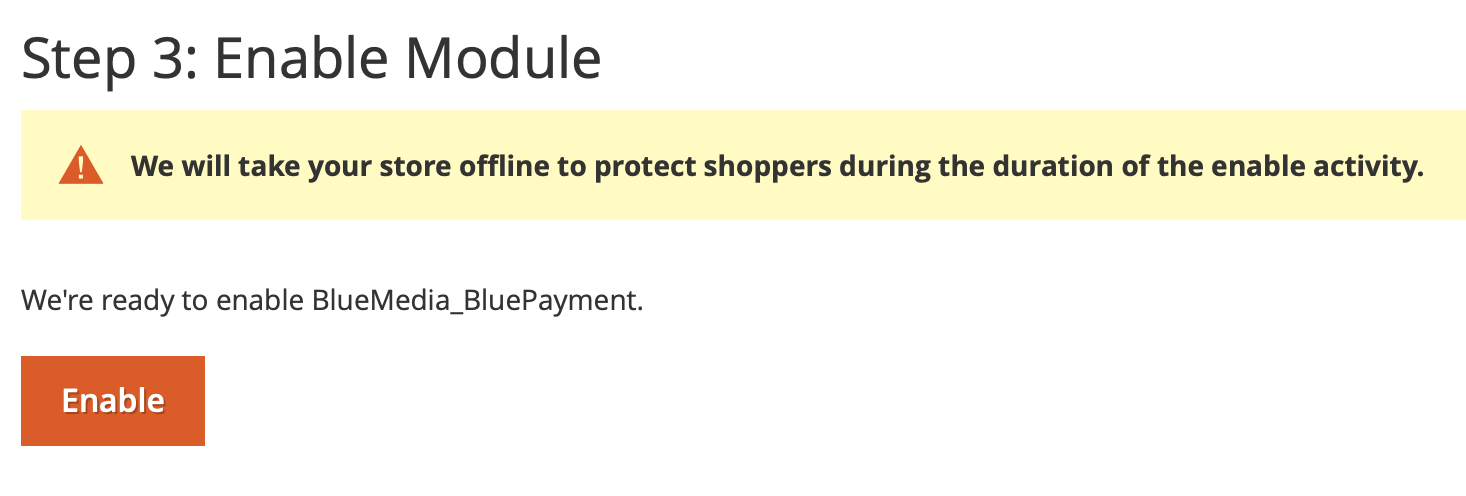 Step 3: Enable Module
We will take your store offline to protect shoppers during the duration of the enable activity.
We're ready to enable BlueMedia_BluePayment.
Enable